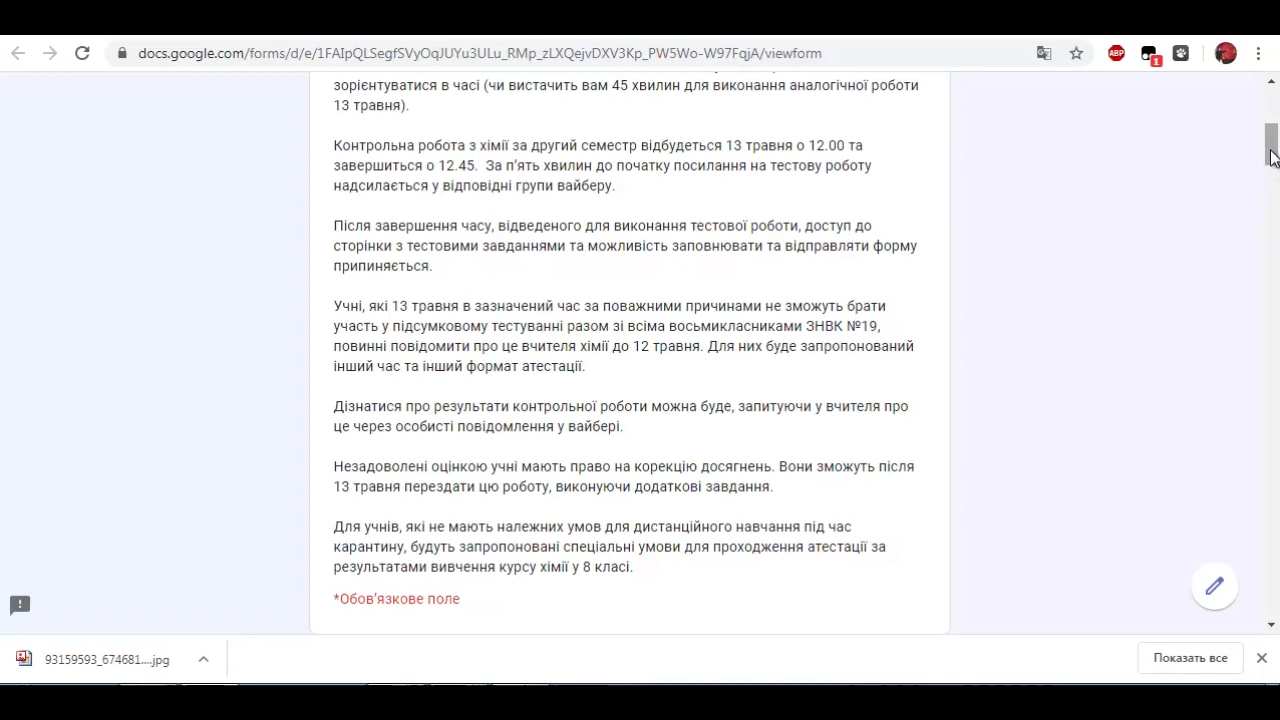 docs.google.com/forms/d/e/1FAIpQLSegfSVyOqJUYu3ULu_RMp_zLXQejvDXV3Kp_PW5Wo-W97FqjA/viewform
ABP
1
зорієнтуватися в часі (чи вистачить вам 45 хвилин для виконання аналогічної роботи
13 травня).
Контрольна робота з хімії за другий семестр відбудеться 13 травня о 12.00 та
завершиться о 12.45. За п'ять хвилин до початку посилання на тестову роботу
надсилається у відповідні групи вайберу.
Після завершення часу, відведеного для виконання тестової роботи, доступ до
сторінки з тестовими завданнями та можливість заповнювати та відправляти форму
припиняється.
Учні, які 13 травня в зазначений час за поважними причинами не зможуть брати
участь у підсумковому тестуванні разом зі всіма восьмикласниками ЗНВК №19,
повинні повідомити про це вчителя хімії до 12 травня. Для них буде запропонований
інший час та інший формат атестації.
Дізнатися про результати контрольної роботи можна буде, запитуючи у вчителя про
це через особисті повідомлення у вайбері.
Незадоволені оцінкою учні мають право на корекцію досягнень. Вони зможуть після
13 травня перездати цю роботу, виконуючи додаткові завдання.
Для учнів, які не мають належних умов для дистанційного навчання під час
карантину, будуть запропоновані спеціальні умови для проходження атестації за
результатами вивчення курсу хімії у 8 класі.
*Обов'язкове поле
93159593_674681....jpg
Показать все